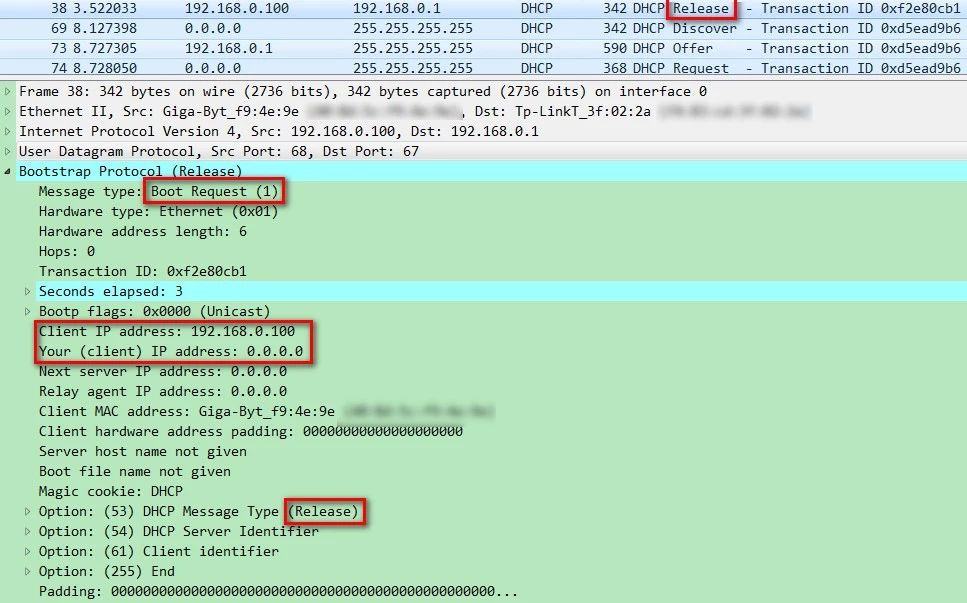 38 3.522033 192.168.0.100 192.168.0.1 DHCP 342 DHCP Release - Transaction ID 0xf2e80cb1
69 8.127398 0.0.0.0 255.255.255.255 DHCP 342 DHCP Discover - Transaction ID 0xd5ead9b6
73 8.727305 192.168.0.1 255.255.255.255 DHCP 590 DHCP Offer - Transaction ID 0xd5ead9b6
74 8.728050 0.0.0.0 255.255.255.255 DHCP 368 DHCP Request - Transaction ID 0xd5ead9b6
Frame 38: 342 bytes on wire (2736 bits), 342 bytes captured (2736 bits) on interface 0
Ethernet II, Src: Giga-Byt_f9:4e:9e , Dst: Tp-LinkT_3f:02:2a
Internet Protocol Version 4, Src: 192.168.0.100, Dst: 192.168.0.1
User Datagram Protocol, Src Port: 68, Dst Port: 67
Bootstrap Protocol (Release)
Message type: Boot Request (1)
Hardware type: Ethernet (0x01)
Hardware address length: 6
Hops: 0
Transaction ID: 0xf2e80cb1
Seconds elapsed: 3
Bootp flags: 0x0000 (Unicast)
Client IP address: 192.168.0.100
Your (client) IP address: 0.0.0.0
Next server IP address: 0.0.0.0
Relay agent IP address: 0.0.0.0
Client MAC address: Giga-Byt_f9:4e:9e
Client hardware address padding: 00000000000000000000
Server host name not given
Boot file name not given
Magic cookie: DHCP
Option: (53) DHCP Message Type (Release)
Option: (54) DHCP Server Identifier
Option: (61) Client identifier
Option: (255) End
Padding: 000000000000000000000000000000000000000000000000...